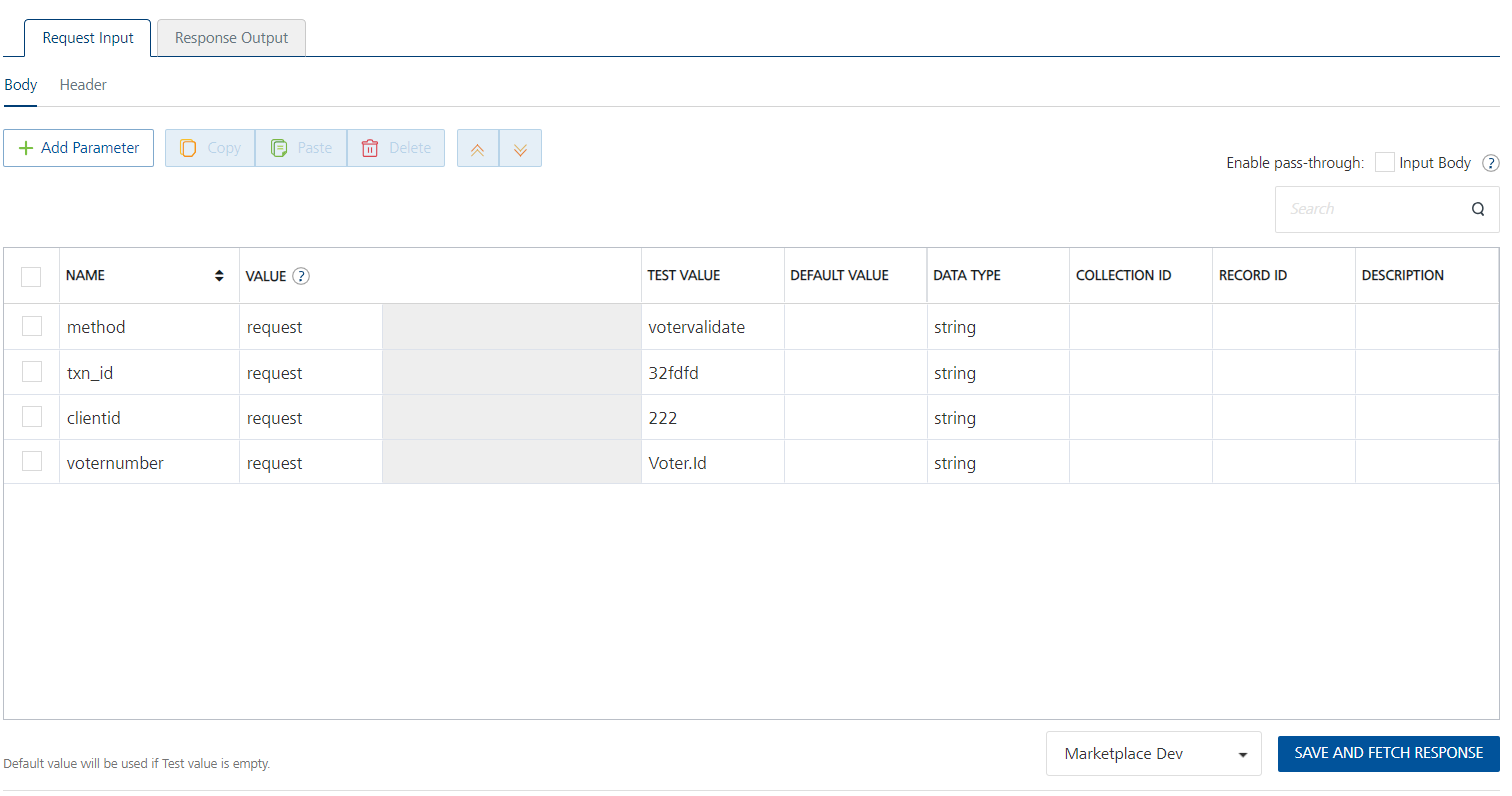 Request Input Response Output
Body Header
Add Parameter Copy Paste Delete
Enable pass-through: Input Body ?
Search
NAME VALUE ? TEST VALUE DEFAULT VALUE DATA TYPE COLLECTION ID RECORD ID DESCRIPTION
method request votervalidate string
txn_id request 32fdfd string
clientid request 222 string
voternumber request Voter.Id string
Marketplace Dev SAVE AND FETCH RESPONSE
Default value will be used if Test value is empty.